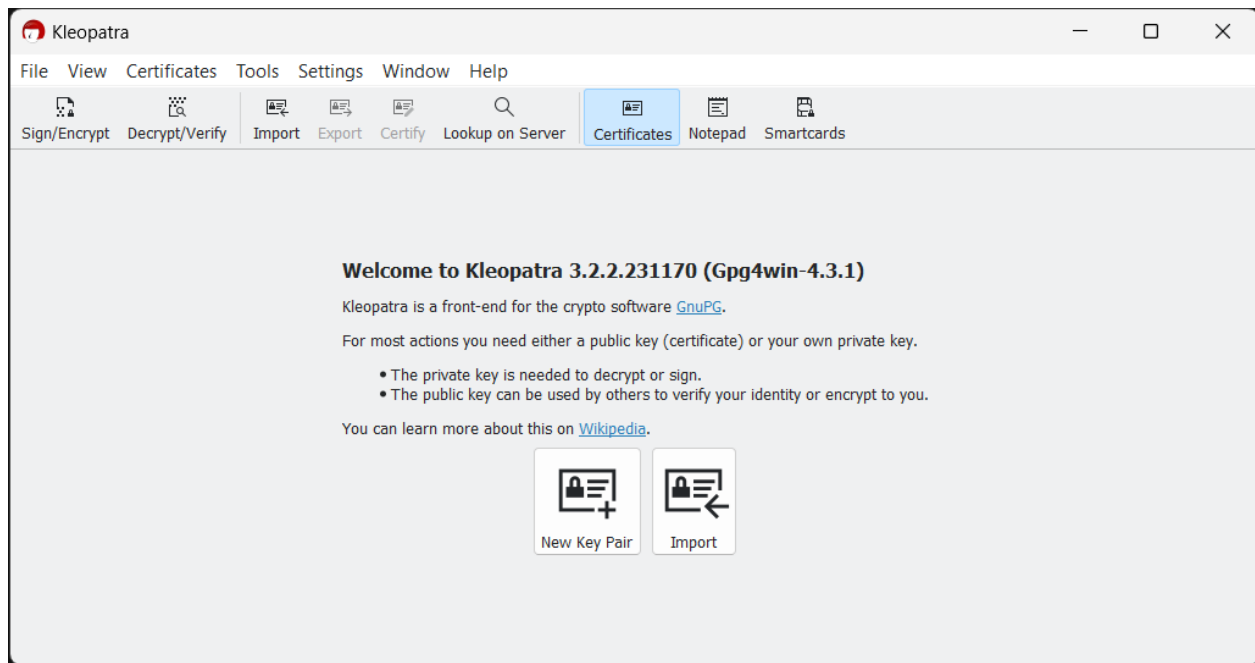 Kleopatra
File View Certificates Tools Settings Window Help
Sign/Encrypt Decrypt/Verify Import Export Certify Lookup on Server Certificates Notepad Smartcards
Welcome to Kleopatra 3.2.2.231170 (Gpg4win-4.3.1)
Kleopatra is a front-end for the crypto software GnuPG.
For most actions you need either a public key (certificate) or your own private key.
• The private key is needed to decrypt or sign.
• The public key can be used by others to verify your identity or encrypt to you.
You can learn more about this on Wikipedia.
New Key Pair Import